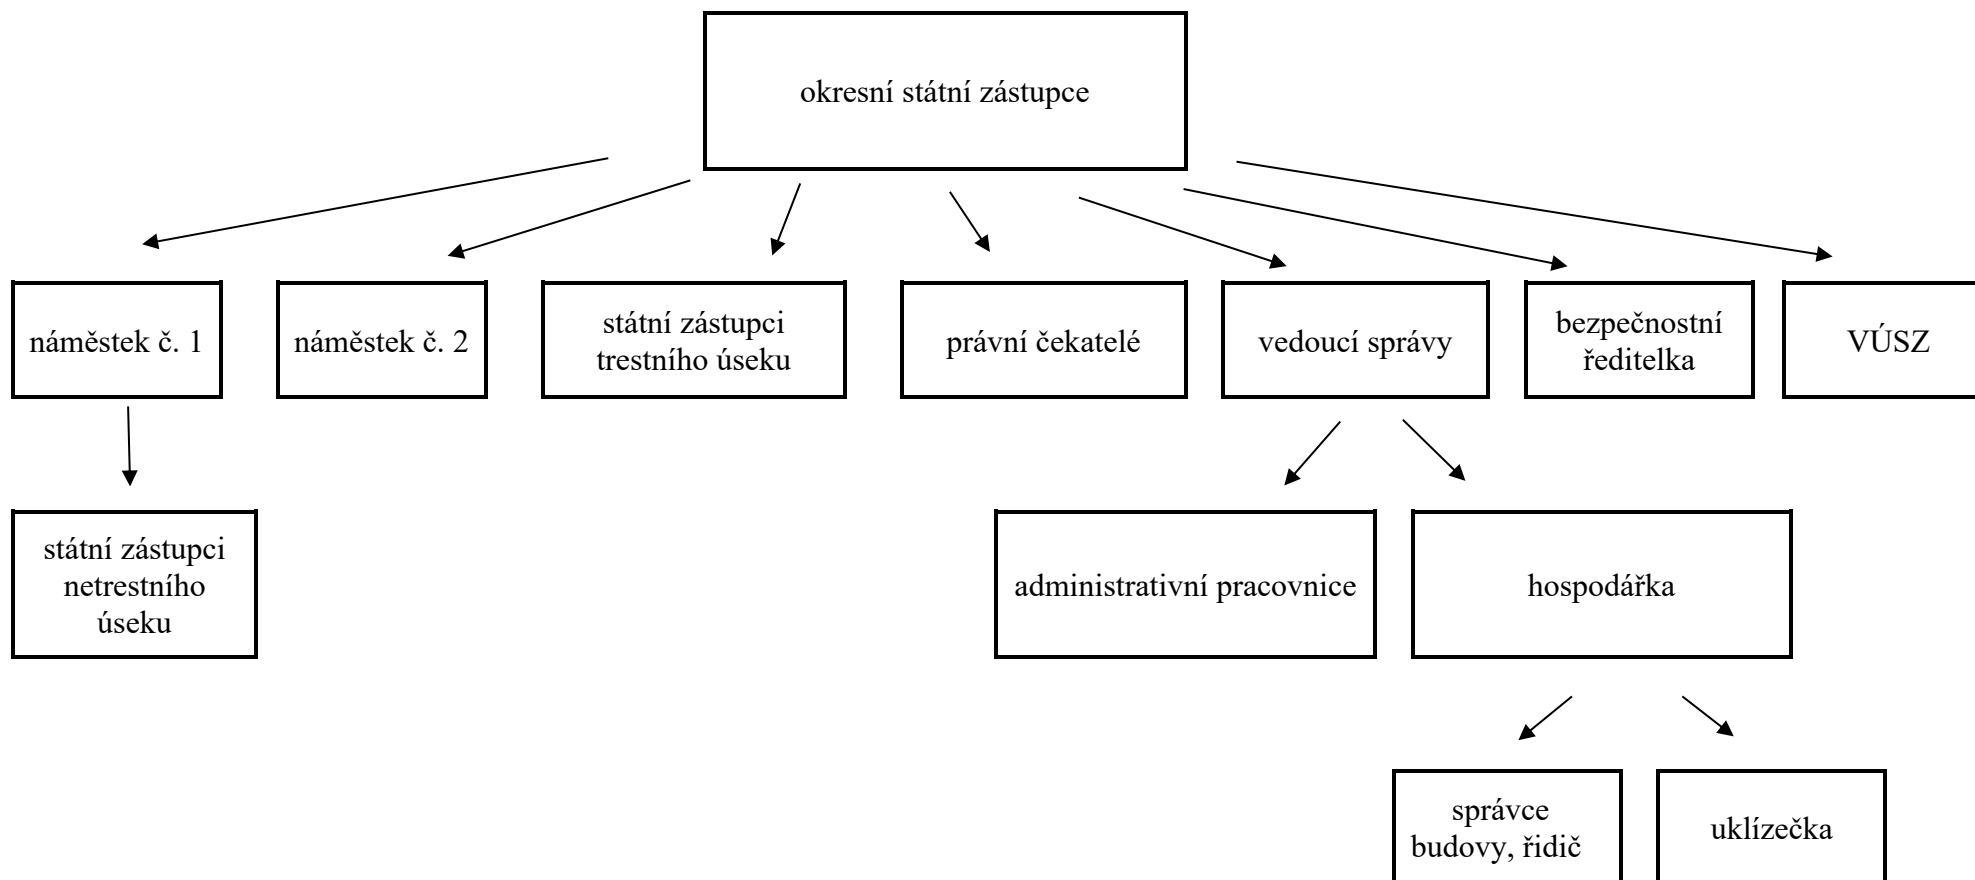 okresní státní zástupce
náměstek č. 1
náměstek č. 2
státní zástupci
trestního úseku
právní čekatelé
vedoucí správy
bezpečnostní
ředitelka
VÚSZ
státní zástupci
netrestního
úseku
administrativní pracovnice
hospodářka
správce
budovy, řidič
uklízečka